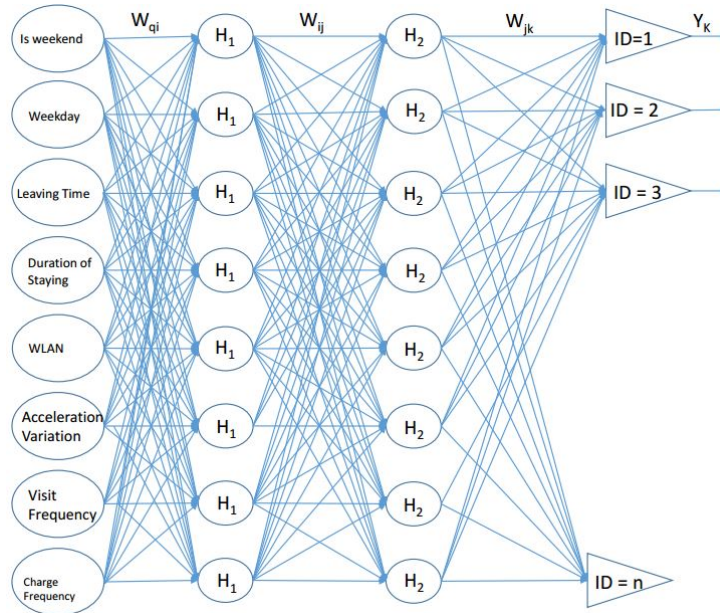 W_qi
W_ij
W_jk
Y_K
Is weekend
H_1
H_2
ID=1
Weekday
H_1
H_2
ID = 2
Leaving Time
H_1
H_2
ID = 3
Duration of
Staying
H_1
H_2
WLAN
H_1
H_2
Acceleration
Variation
H_1
H_2
Visit
Frequency
H_1
H_2
Charge
Frequency
H_1
H_2
ID = n